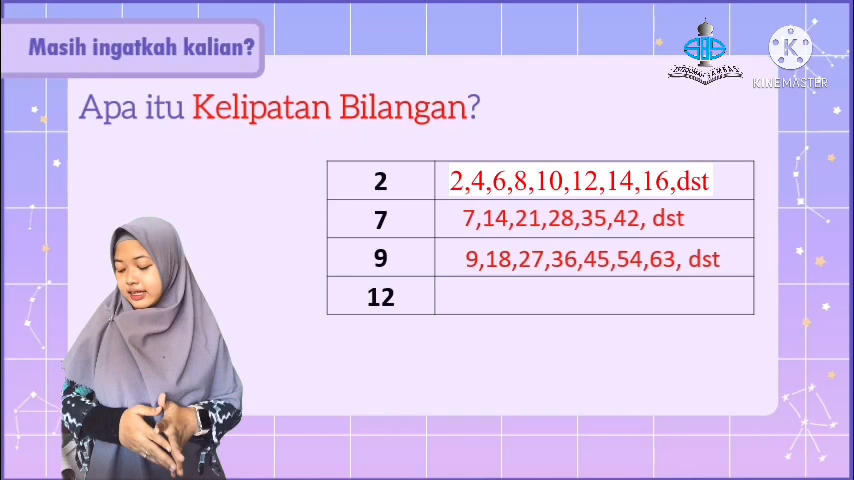 Masih ingatkah kalian?
SBS
KINEMASTER
Apa itu Kelipatan Bilangan?
2 2,4,6,8,10,12,14,16,dst
7 7,14,21,28,35,42, dst
9 9,18,27,36,45,54,63, dst
12